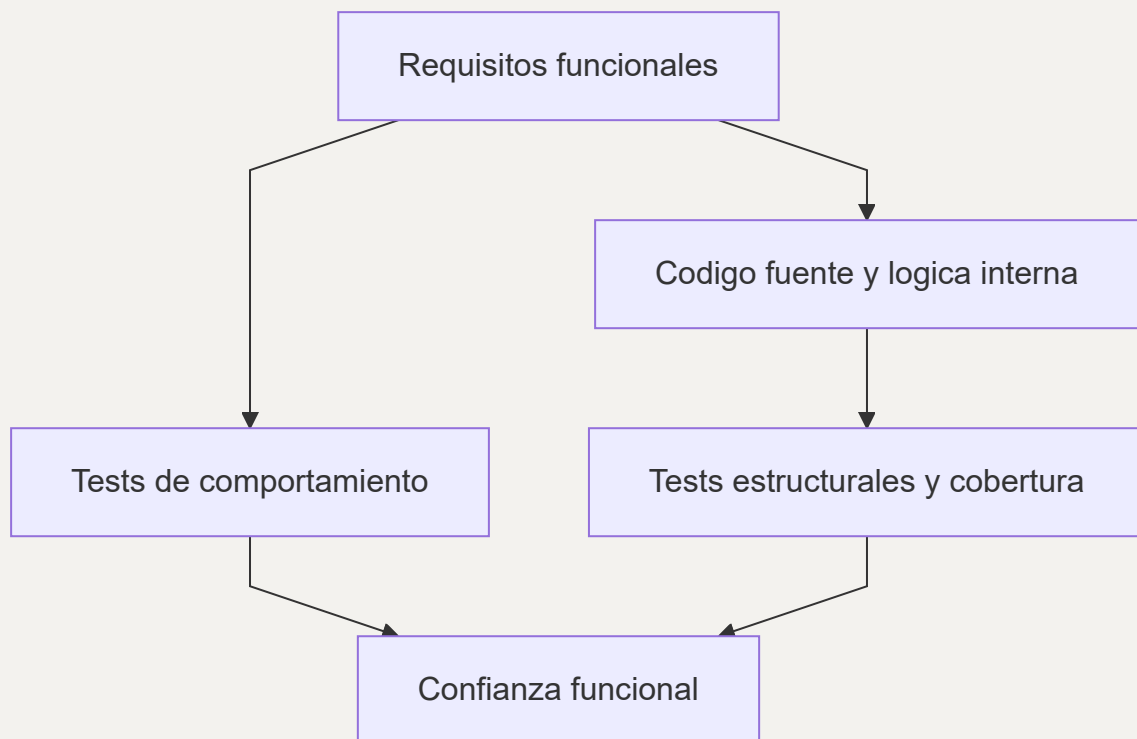 Requisitos funcionales
Codigo fuente y logica interna
Tests de comportamiento
Tests estructurales y cobertura
Confianza funcional